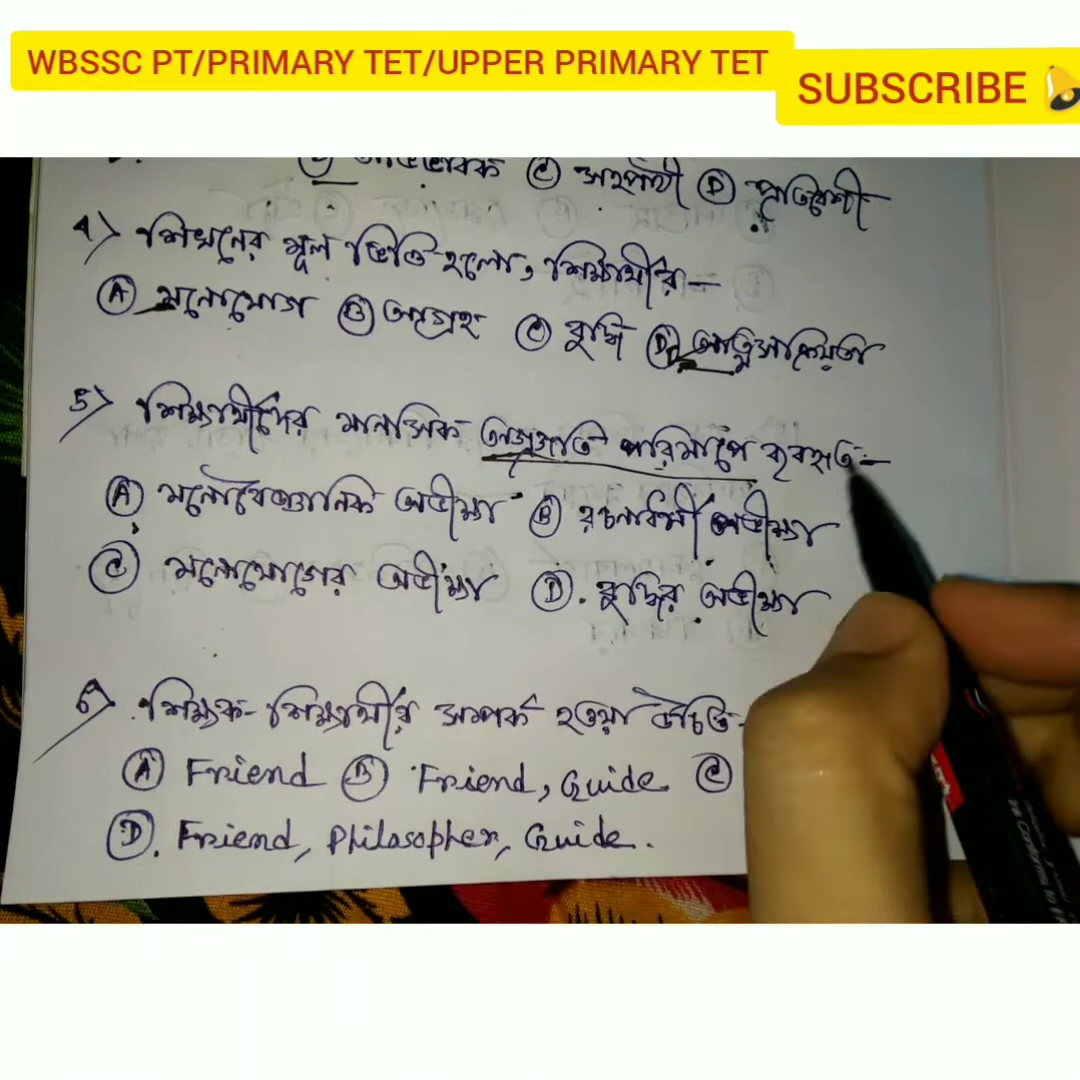 WBSSC PT/PRIMARY TET/UPPER PRIMARY TET
SUBSCRIBE
Ⓒ সহপাঠী Ⓓ প্রতিবেশী
4) শিখনের মূল ভিত্তি হলো, শিক্ষার্থীর—
Ⓐ মনোযোগ Ⓑ আগ্রহ Ⓒ বুদ্ধি Ⓓ আত্মসক্রিয়তা
5) শিক্ষার্থীদের মানসিক অগ্রগতি পরিমাপে ব্যবহৃত—
Ⓐ মনোবৈজ্ঞানিক অভীক্ষা Ⓑ রচনাধর্মী অভীক্ষা
Ⓒ মনোযোগের অভীক্ষা Ⓓ. বুদ্ধির অভীক্ষা
6) শিক্ষক-শিক্ষার্থীর সম্পর্ক হওয়া উচিত-
Ⓐ Friend Ⓑ Friend, Guide Ⓒ
Ⓓ. Friend, Philosopher, Guide.